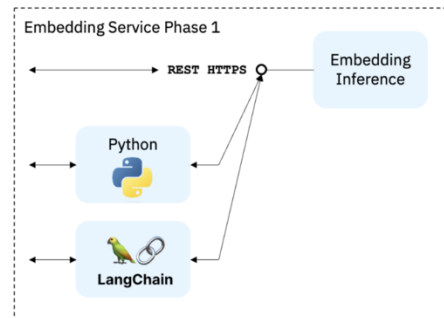 Embedding Service Phase 1
REST HTTPS
Embedding
Inference
Python
LangChain